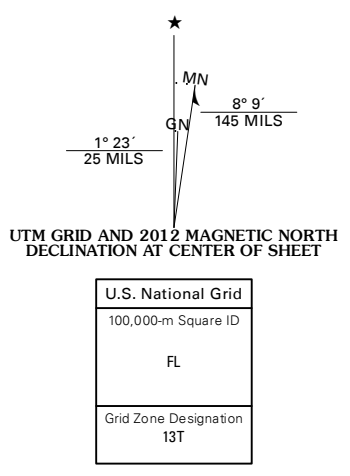 ★
MN
GN
8° 9´
145 MILS
1° 23´
25 MILS
UTM GRID AND 2012 MAGNETIC NORTH
DECLINATION AT CENTER OF SHEET
U.S. National Grid
100,000-m Square ID
FL
Grid Zone Designation
13T